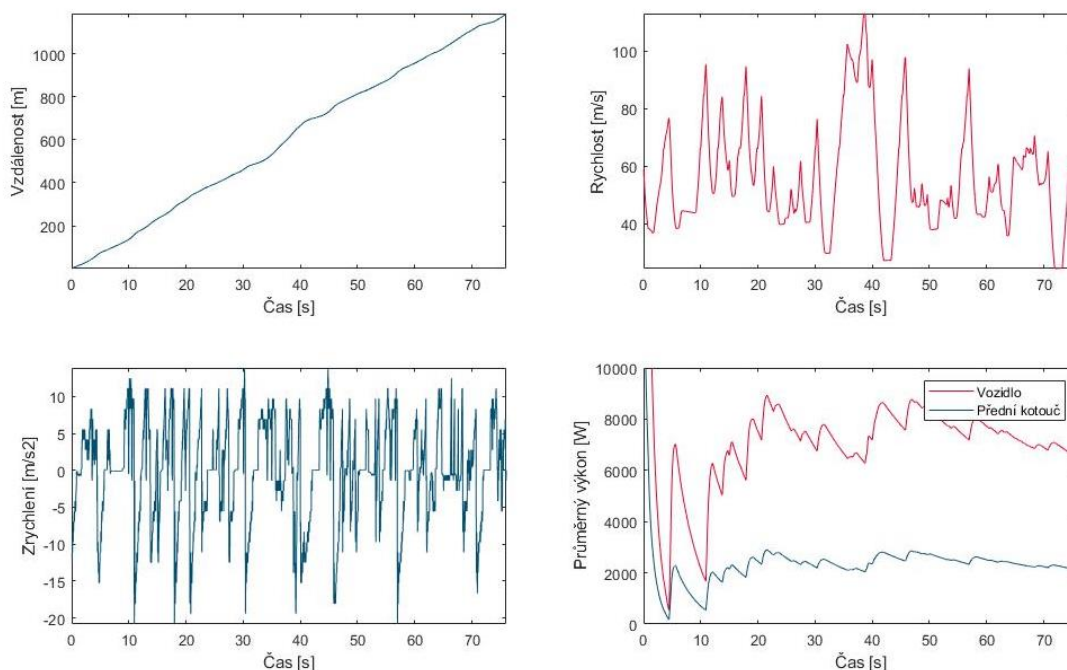 1000
800
600
400
200
Vzdálenost [m]
0 10 20 30 40 50 60 70
Čas [s]
100
80
60
40
Rychlost [m/s]
0 10 20 30 40 50 60 70
Čas [s]
10
5
0
-5
-10
-15
-20
Zrychlení [m/s2]
0 10 20 30 40 50 60 70
Čas [s]
10000
8000
6000
4000
2000
0
Průměrný výkon [W]
Vozidlo
Přední kotouč
0 10 20 30 40 50 60 70
Čas [s]